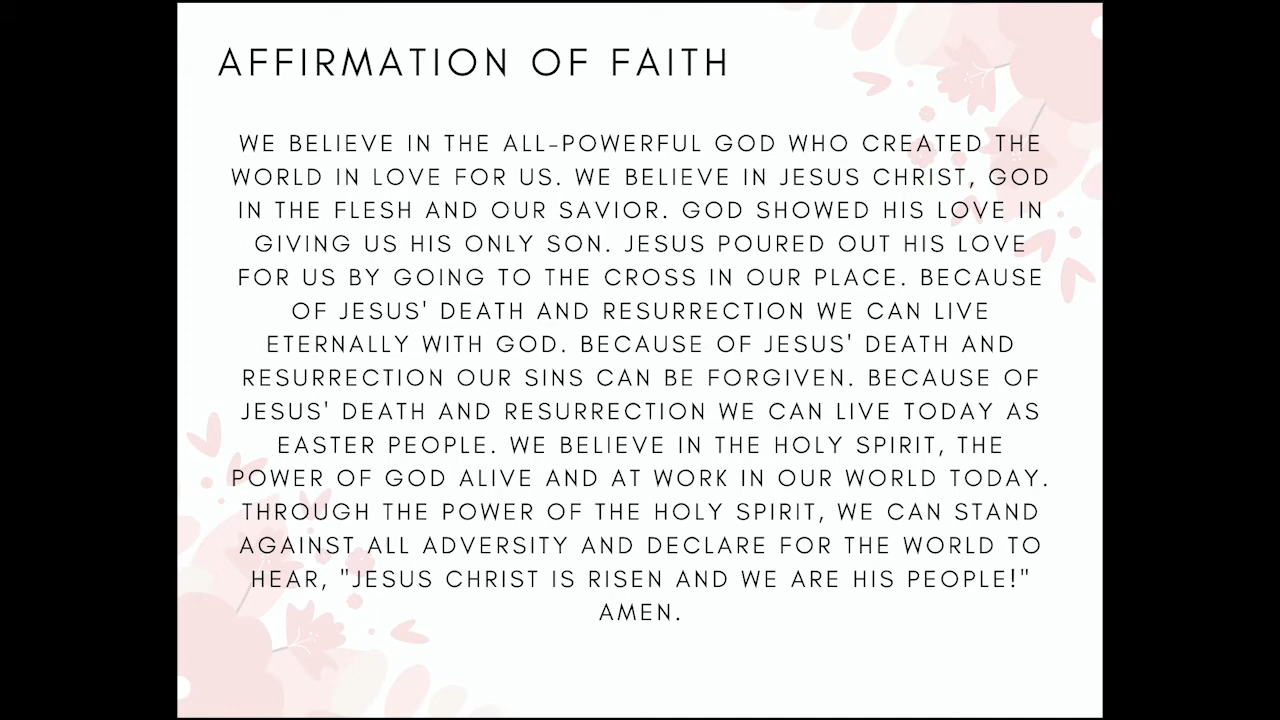 AFFIRMATION OF FAITH
WE BELIEVE IN THE ALL-POWERFUL GOD WHO CREATED THE
WORLD IN LOVE FOR US. WE BELIEVE IN JESUS CHRIST, GOD
IN THE FLESH AND OUR SAVIOR. GOD SHOWED HIS LOVE IN
GIVING US HIS ONLY SON. JESUS POURED OUT HIS LOVE
FOR US BY GOING TO THE CROSS IN OUR PLACE. BECAUSE
OF JESUS' DEATH AND RESURRECTION WE CAN LIVE
ETERNALLY WITH GOD. BECAUSE OF JESUS' DEATH AND
RESURRECTION OUR SINS CAN BE FORGIVEN. BECAUSE OF
JESUS' DEATH AND RESURRECTION WE CAN LIVE TODAY AS
EASTER PEOPLE. WE BELIEVE IN THE HOLY SPIRIT, THE
POWER OF GOD ALIVE AND AT WORK IN OUR WORLD TODAY.
THROUGH THE POWER OF THE HOLY SPIRIT, WE CAN STAND
AGAINST ALL ADVERSITY AND DECLARE FOR THE WORLD TO
HEAR, "JESUS CHRIST IS RISEN AND WE ARE HIS PEOPLE!"
AMEN.